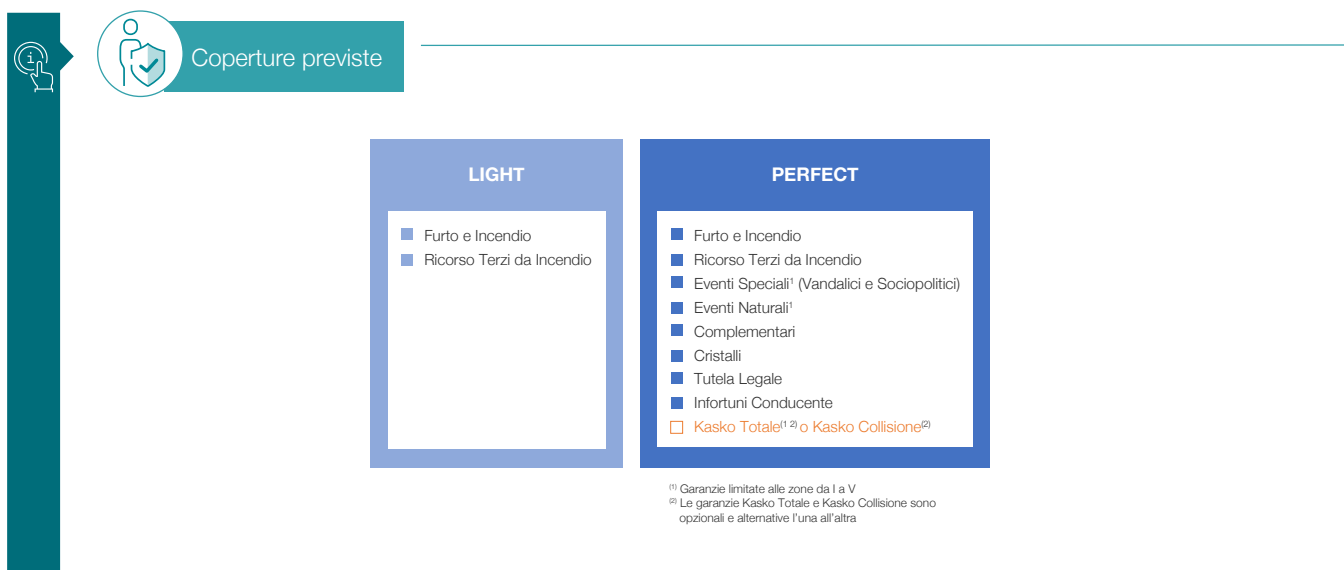 i
Coperture previste
LIGHT
Furto e Incendio
Ricorso Terzi da Incendio
PERFECT
Furto e Incendio
Ricorso Terzi da Incendio
Eventi Speciali¹ (Vandalici e Sociopolitici)
Eventi Naturali¹
Complementari
Cristalli
Tutela Legale
Infortuni Conducente
Kasko Totale⁽¹ ²⁾ o Kasko Collisione⁽²⁾
⁽¹⁾ Garanzie limitate alle zone da I a V
⁽²⁾ Le garanzie Kasko Totale e Kasko Collisione sono
opzionali e alternative l'una all'altra